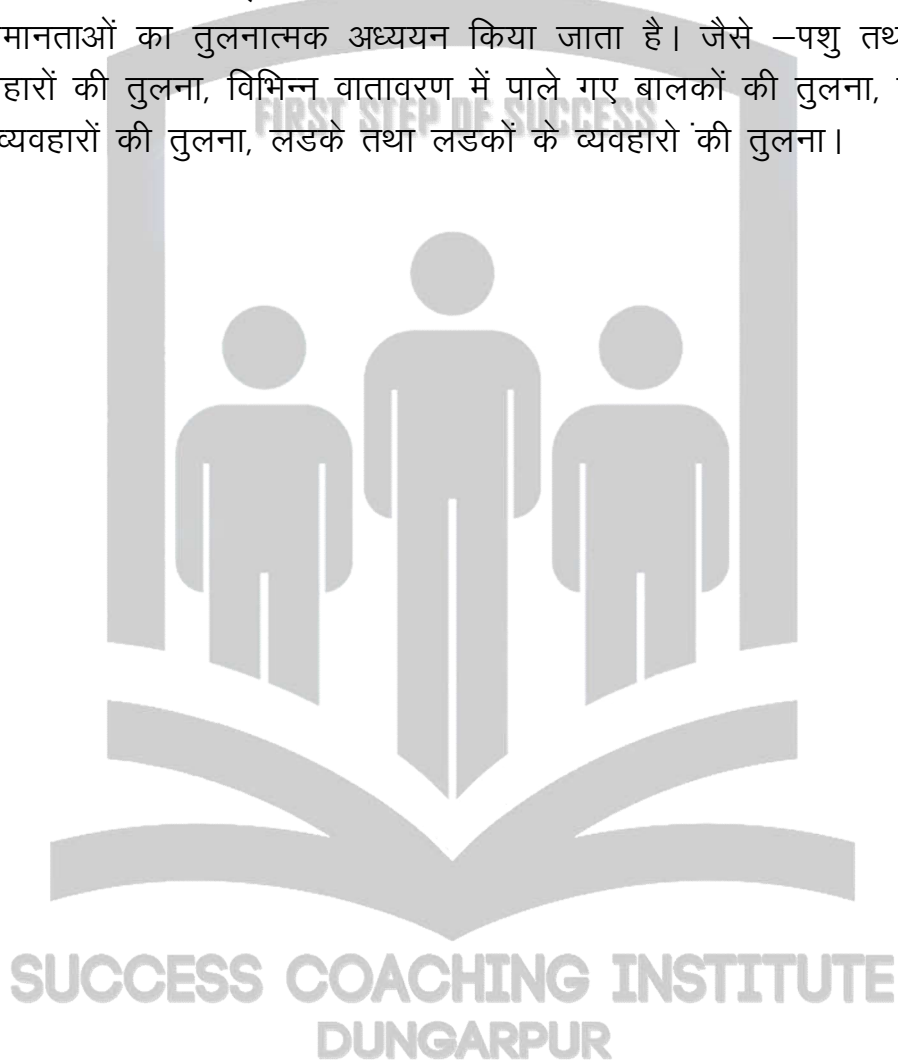 मानताओं का तुलनात्मक अध्ययन किया जाता है। जैसे –पशु तथ
हारों की तुलना, विभिन्न वातावरण में पाले गए बालकों की तुलना,
FIRST STEP OF SUCCESS
व्यवहारों की तुलना, लडके तथा लडकों के व्यवहारो की तुलना।
SUCCESS COACHING INSTITUTE
DUNGARPUR